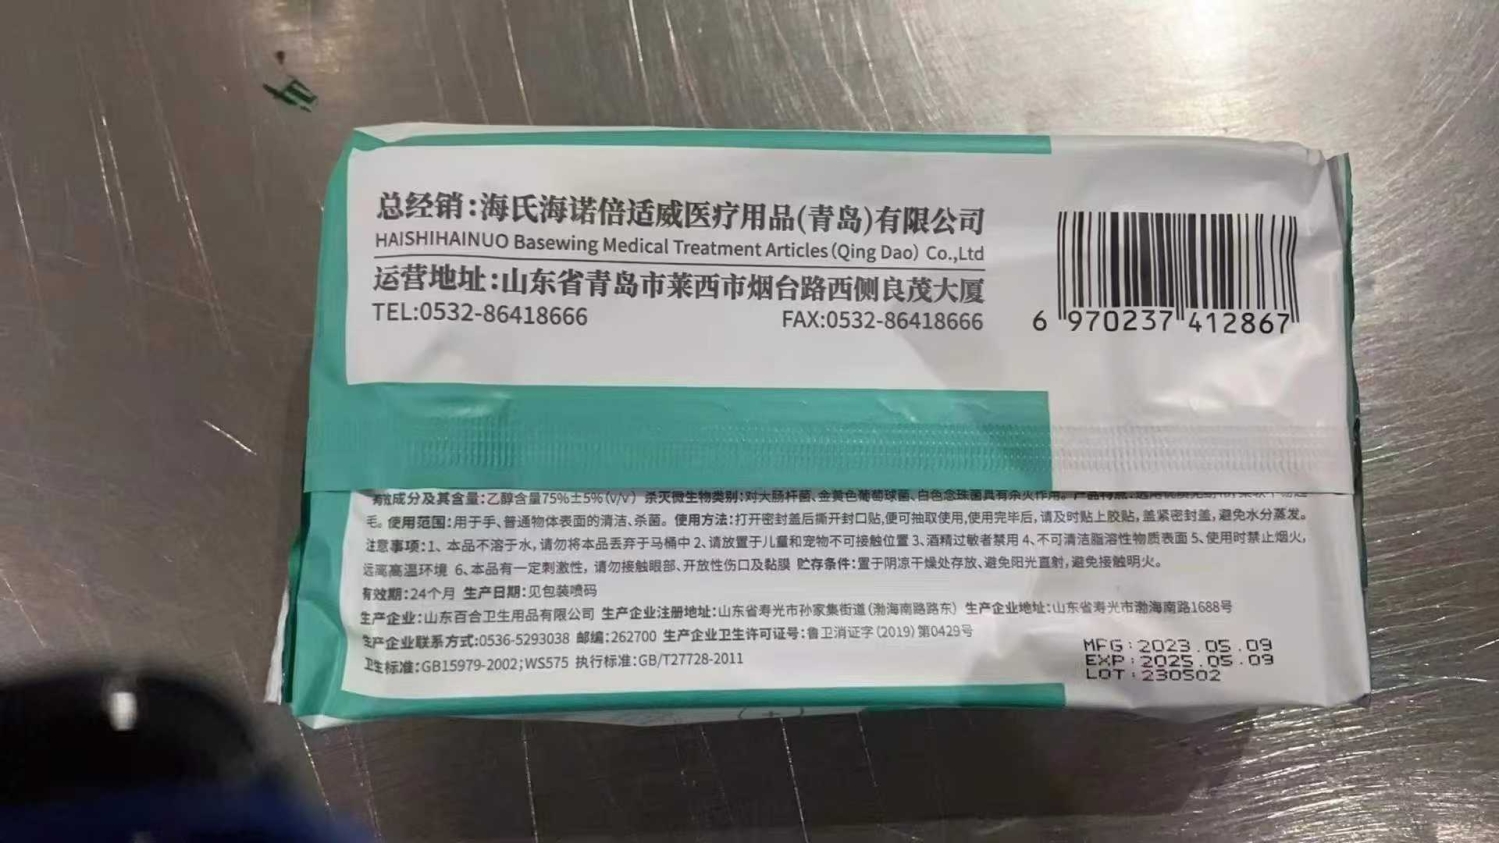 总经销:海氏海诺倍适威医疗用品(青岛)有限公司
HAISHIHAINUO Basewing Medical Treatment Articles(Qing Dao) Co.,Ltd
运营地址:山东省青岛市莱西市烟台路西侧良茂大厦
TEL:0532-86418666 FAX:0532-86418666
6 970237 412867
有效成分及其含量:乙醇含量75%±5%(v/v) 杀灭微生物类别:对大肠杆菌、金黄色葡萄球菌、白色念珠菌具有杀灭作用。产品特点:选用优质无纺布,柔软不易起
毛。使用范围:用于手、普通物体表面的清洁、杀菌。使用方法:打开密封盖后撕开封口贴,便可抽取使用,使用完毕后,请及时贴上胶贴,盖紧密封盖,避免水分蒸发。
注意事项:1、本品不溶于水,请勿将本品丢弃于马桶中 2、请放置于儿童和宠物不可接触位置 3、酒精过敏者禁用 4、不可清洁脂溶性物质表面 5、使用时禁止烟火,
远离高温环境 6、本品有一定刺激性,请勿接触眼部、开放性伤口及黏膜 贮存条件:置于阴凉干燥处存放、避免阳光直射,避免接触明火。
有效期:24个月 生产日期:见包装喷码
生产企业:山东百合卫生用品有限公司 生产企业注册地址:山东省寿光市孙家集街道(渤海南路路东) 生产企业地址:山东省寿光市渤海南路1688号
生产企业联系方式:0536-5293038 邮编:262700 生产企业卫生许可证号:鲁卫消证字(2019)第0429号
卫生标准:GB15979-2002;WS575 执行标准:GB/T27728-2011
MFG:2023.05.09
EXP:2025.05.09
LOT:230502